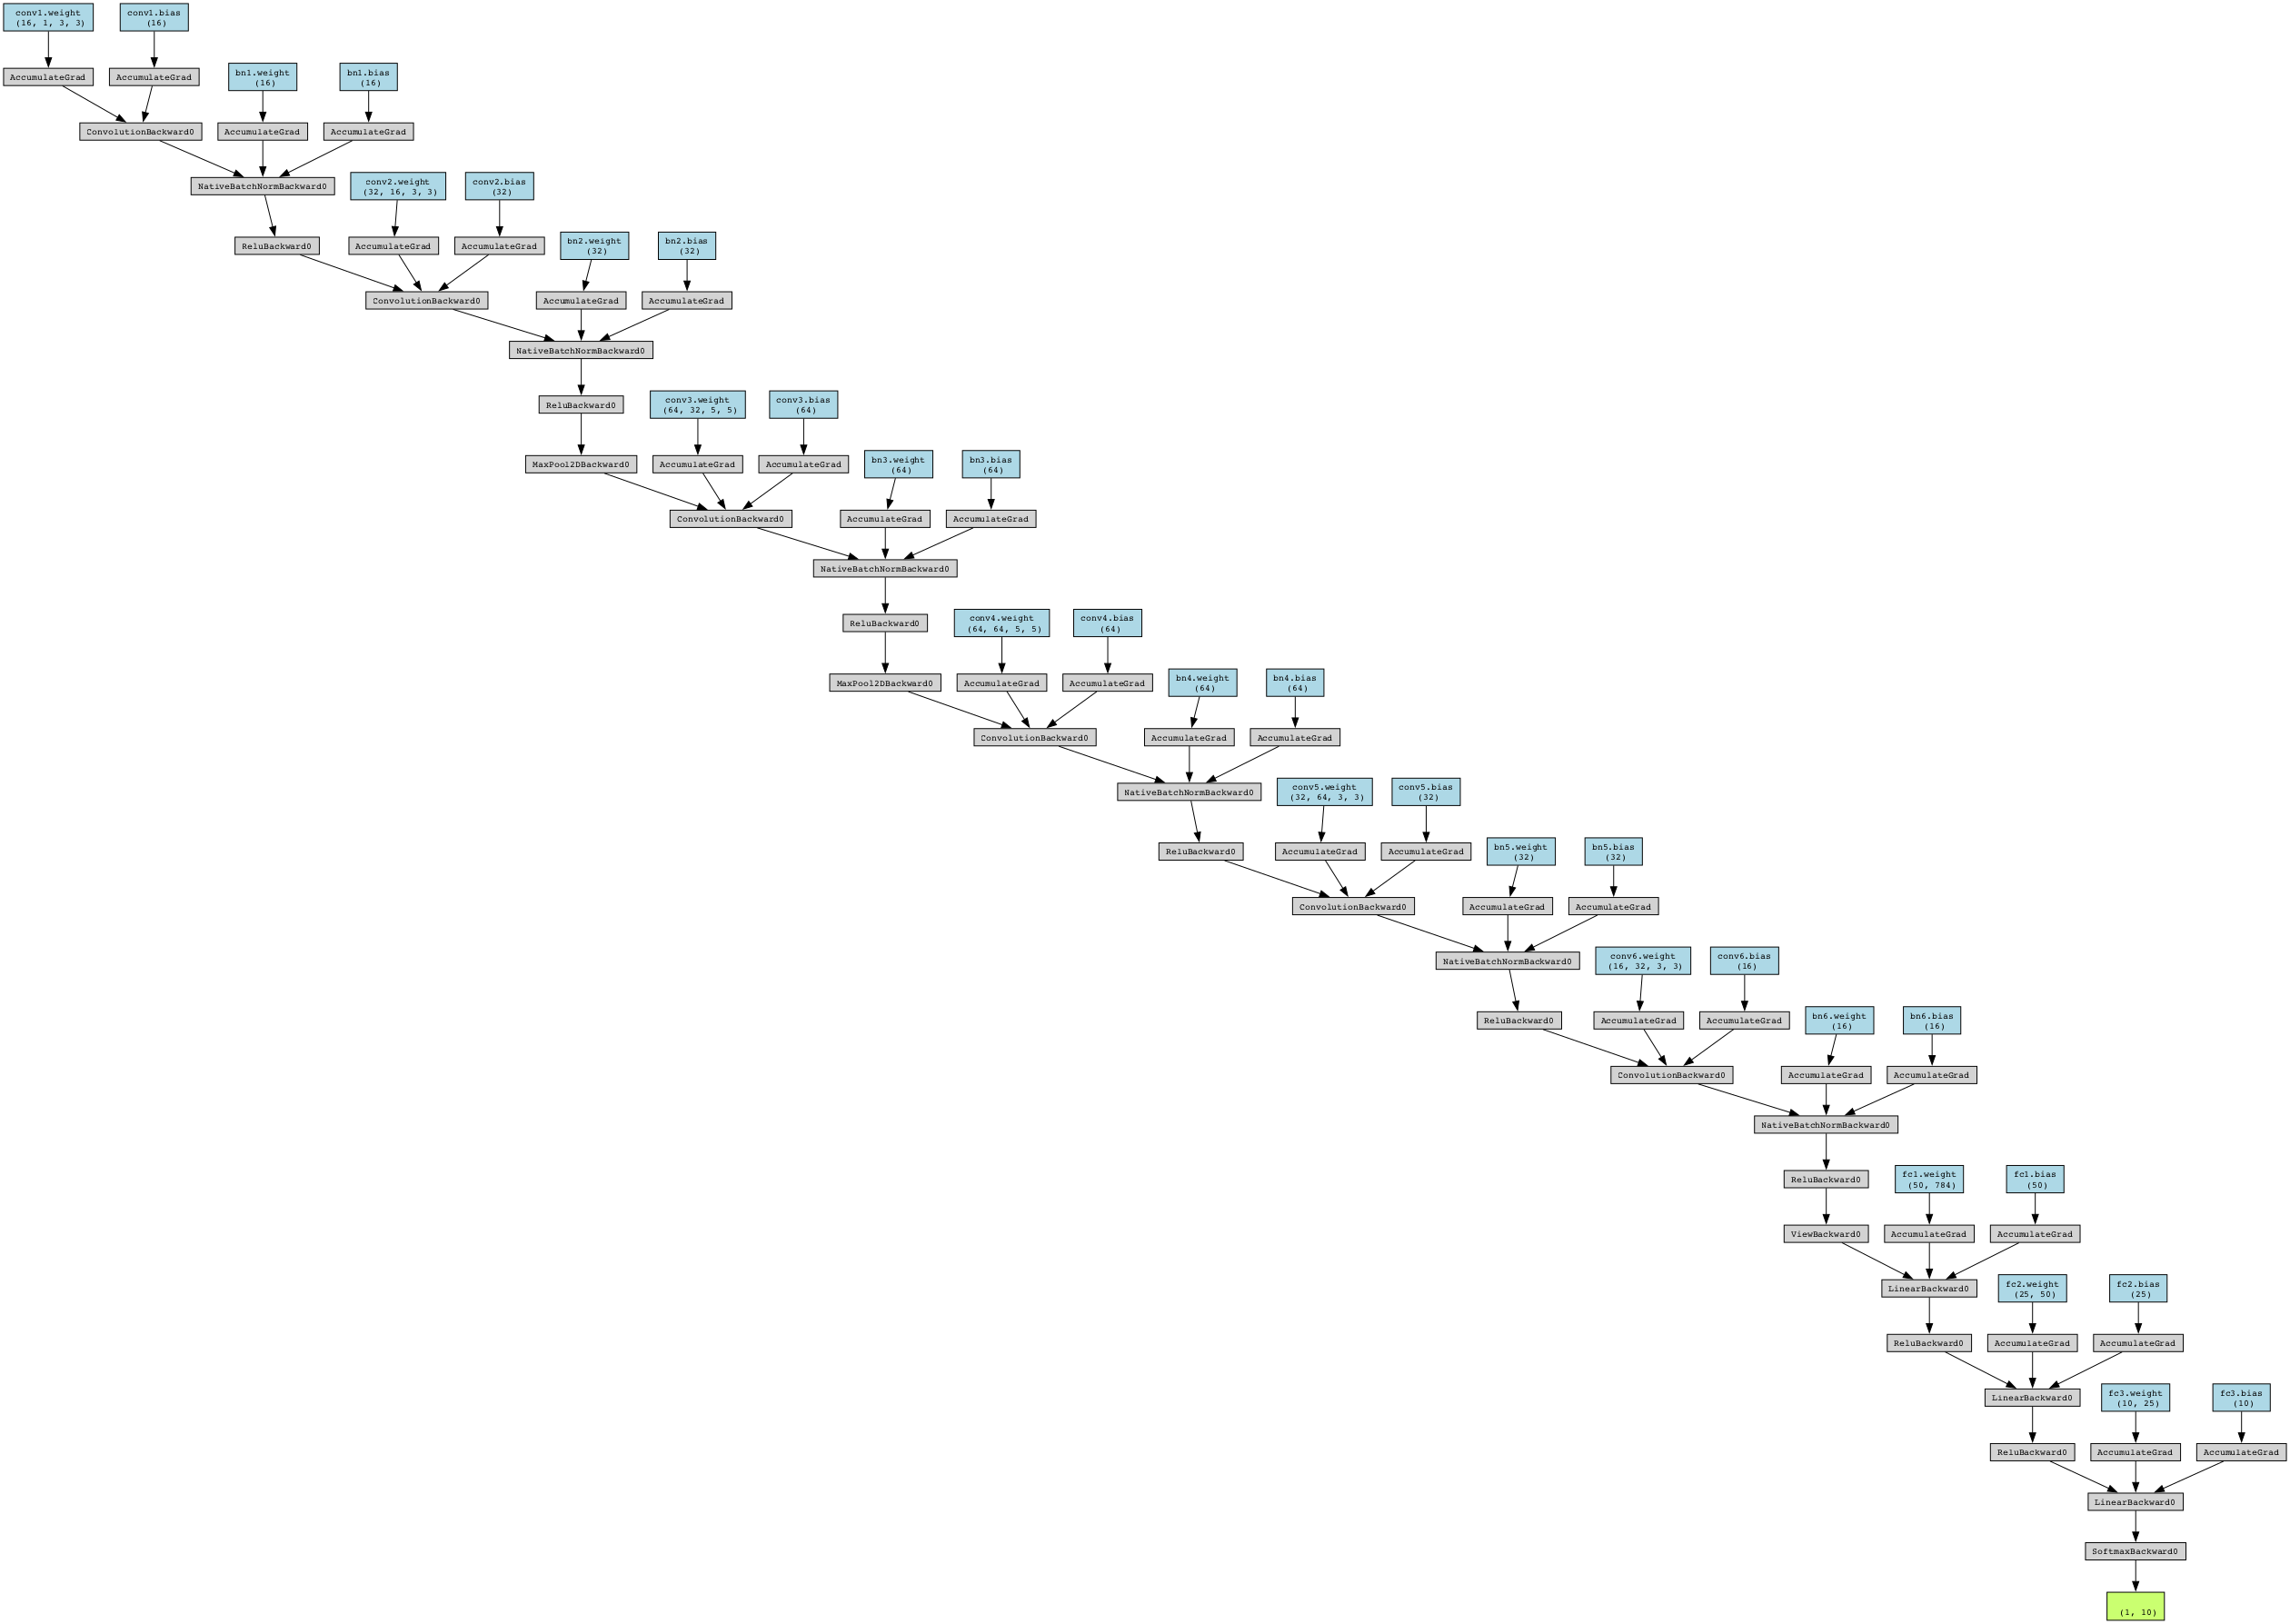 conv1.weight
(16, 1, 3, 3)
conv1.bias
(16)
AccumulateGrad
AccumulateGrad
bn1.weight
(16)
bn1.bias
(16)
ConvolutionBackward0
AccumulateGrad
AccumulateGrad
NativeBatchNormBackward0
conv2.weight
(32, 16, 3, 3)
conv2.bias
(32)
ReluBackward0
AccumulateGrad
AccumulateGrad
bn2.weight
(32)
bn2.bias
(32)
ConvolutionBackward0
AccumulateGrad
AccumulateGrad
NativeBatchNormBackward0
ReluBackward0
conv3.weight
(64, 32, 5, 5)
conv3.bias
(64)
MaxPool2DBackward0
AccumulateGrad
AccumulateGrad
bn3.weight
(64)
bn3.bias
(64)
ConvolutionBackward0
AccumulateGrad
AccumulateGrad
NativeBatchNormBackward0
ReluBackward0
conv4.weight
(64, 64, 5, 5)
conv4.bias
(64)
MaxPool2DBackward0
AccumulateGrad
AccumulateGrad
bn4.weight
(64)
bn4.bias
(64)
ConvolutionBackward0
AccumulateGrad
AccumulateGrad
NativeBatchNormBackward0
conv5.weight
(32, 64, 3, 3)
conv5.bias
(32)
ReluBackward0
AccumulateGrad
AccumulateGrad
bn5.weight
(32)
bn5.bias
(32)
ConvolutionBackward0
AccumulateGrad
AccumulateGrad
NativeBatchNormBackward0
conv6.weight
(16, 32, 3, 3)
conv6.bias
(16)
ReluBackward0
AccumulateGrad
AccumulateGrad
bn6.weight
(16)
bn6.bias
(16)
ConvolutionBackward0
AccumulateGrad
AccumulateGrad
NativeBatchNormBackward0
ReluBackward0
fc1.weight
(50, 784)
fc1.bias
(50)
ViewBackward0
AccumulateGrad
AccumulateGrad
LinearBackward0
fc2.weight
(25, 50)
fc2.bias
(25)
ReluBackward0
AccumulateGrad
AccumulateGrad
LinearBackward0
fc3.weight
(10, 25)
fc3.bias
(10)
ReluBackward0
AccumulateGrad
AccumulateGrad
LinearBackward0
SoftmaxBackward0
(1, 10)